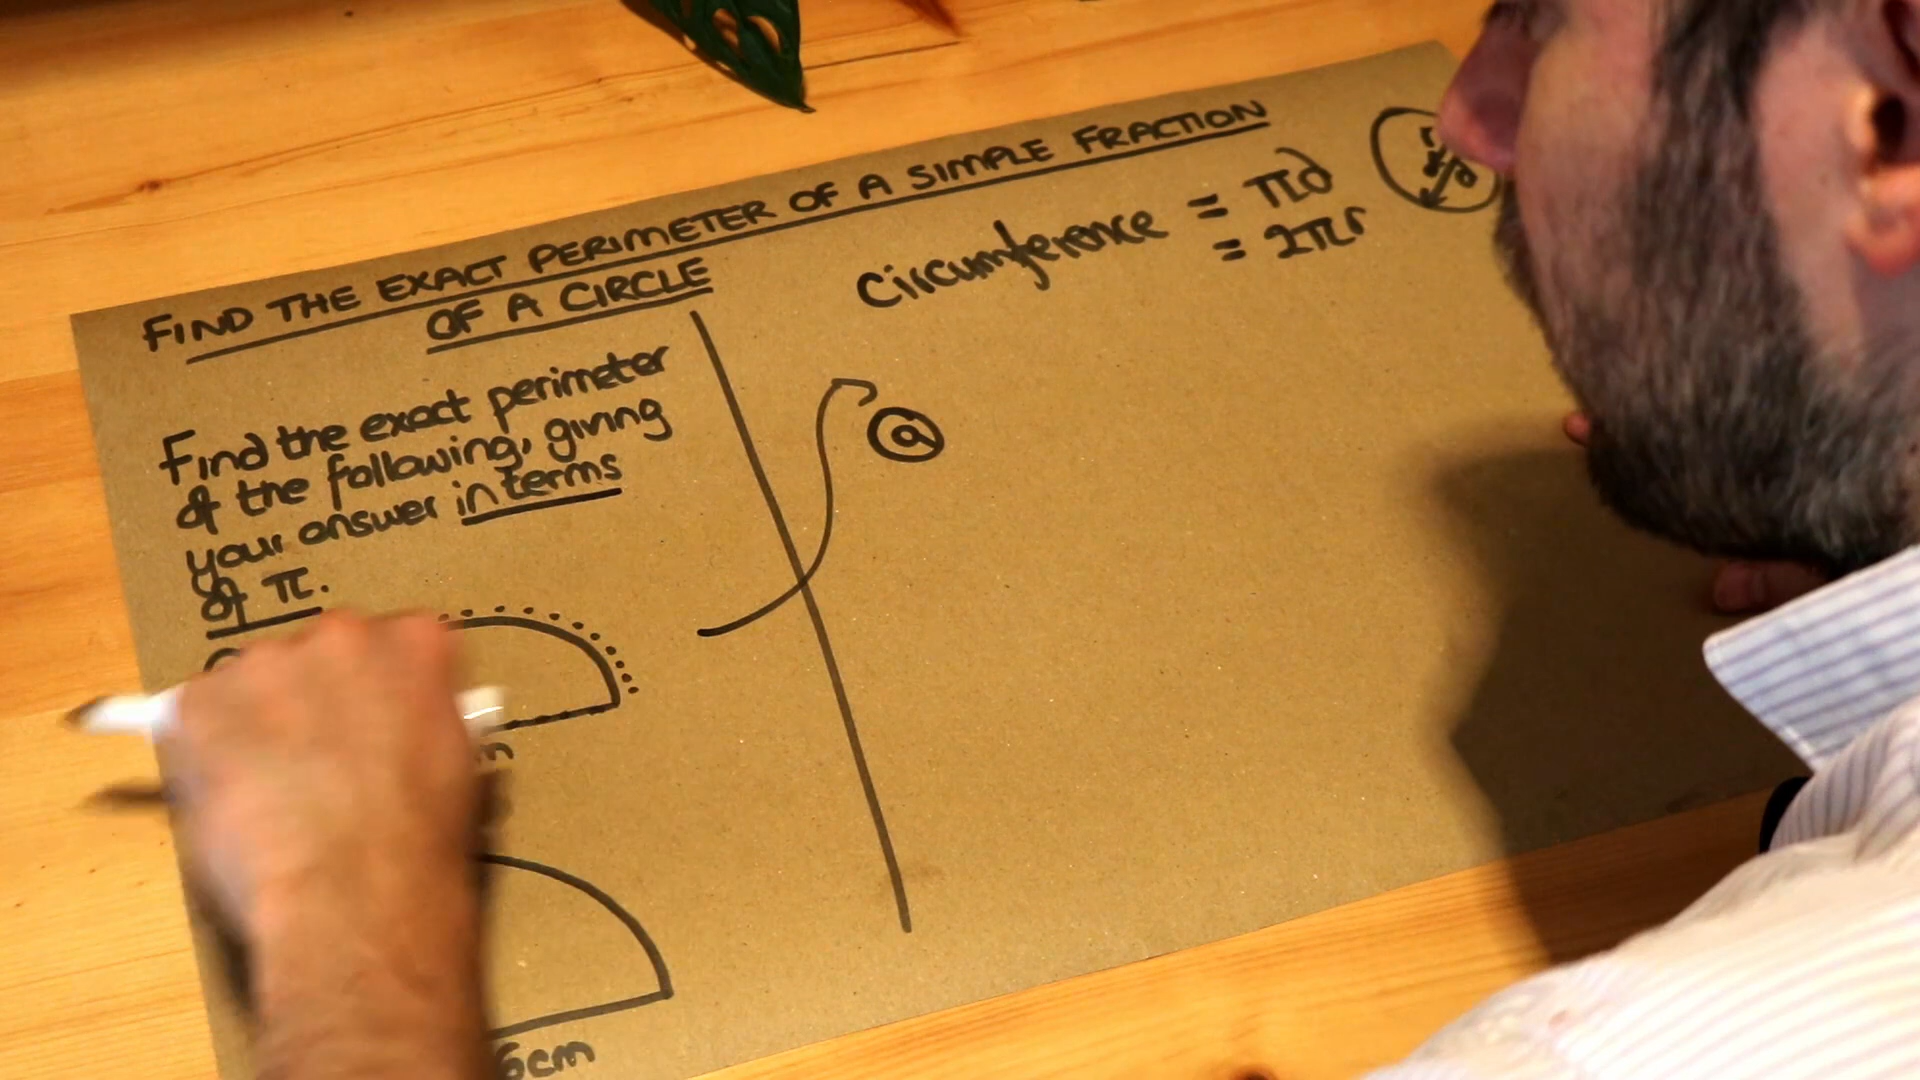 FIND THE EXACT PERIMETER OF A SIMPLE FRACTION
OF A CIRCLE
Find the exact perimeter
of the following, giving
your answer in terms
of π.
6cm
Circumference = πd
= 2πr
r
d
a